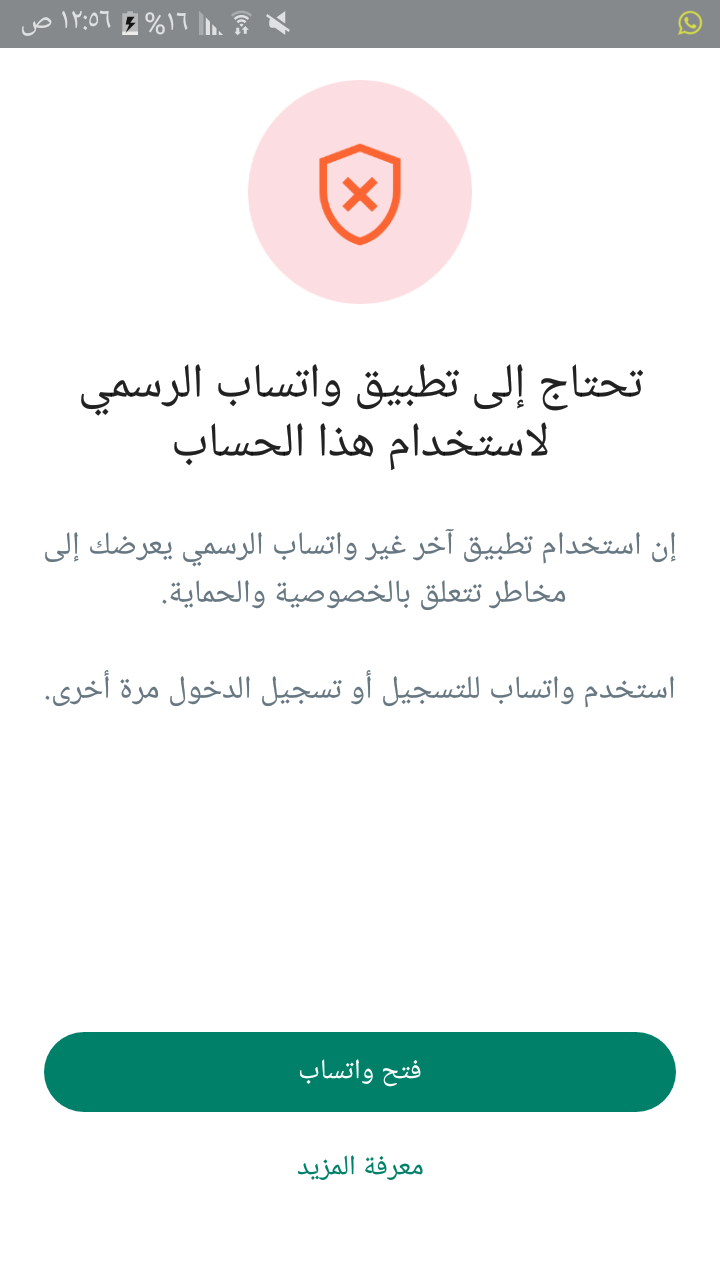 ١٢:٥٦ ص %١٦
تحتاج إلى تطبيق واتساب الرسمي
لاستخدام هذا الحساب
إن استخدام تطبيق آخر غير واتساب الرسمي يعرضك إلى
مخاطر تتعلق بالخصوصية والحماية.
استخدم واتساب للتسجيل أو تسجيل الدخول مرة أخرى.
فتح واتساب
معرفة المزيد